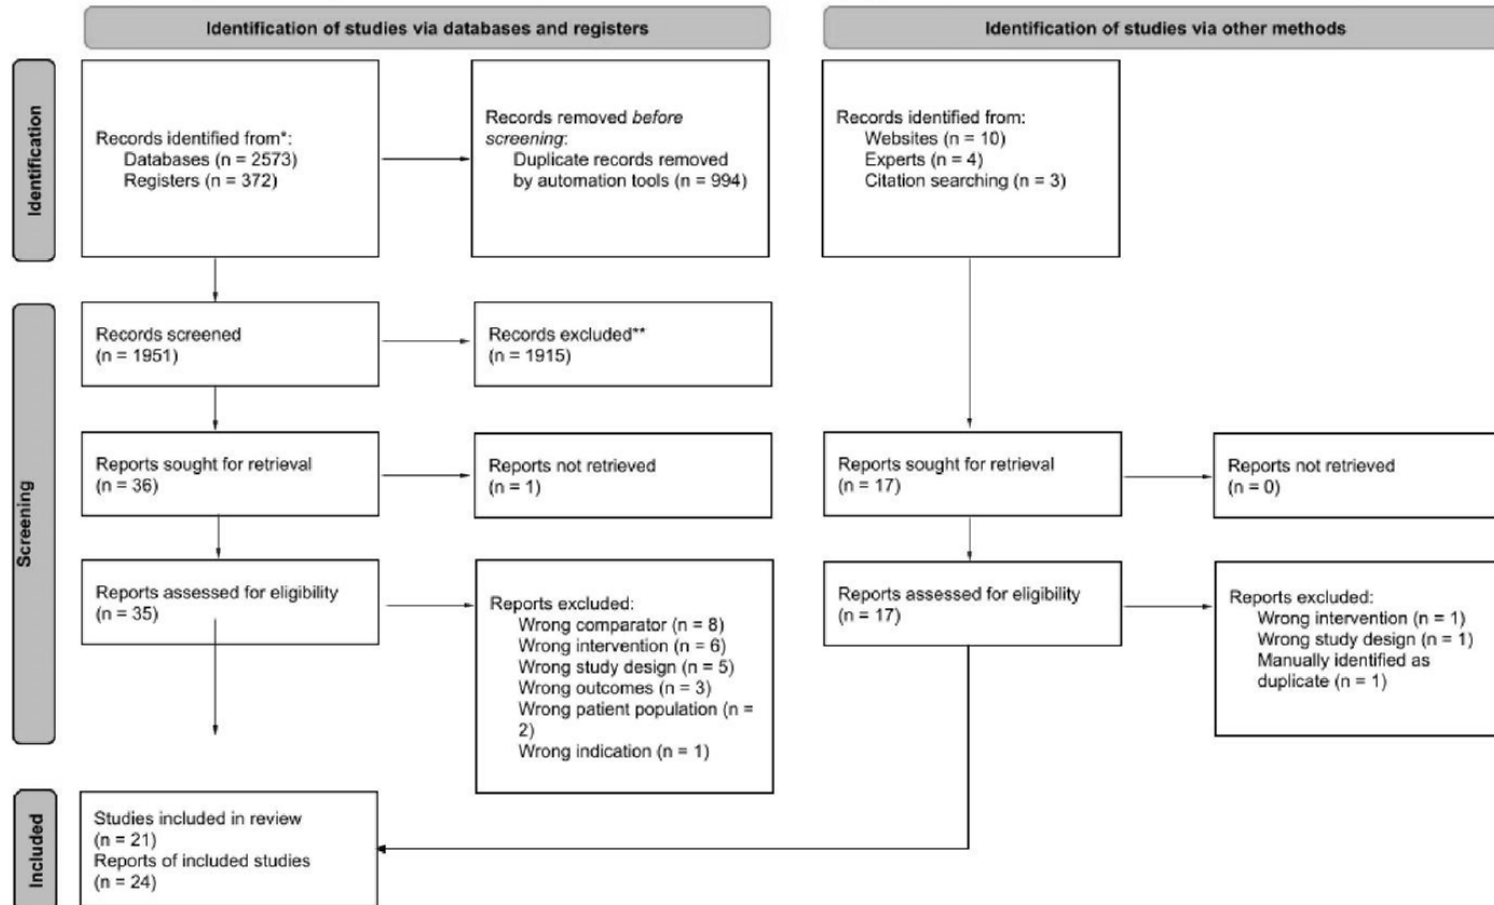 Identification of studies via databases and registers
Identification of studies via other methods
Identification
Records identified from*:
Databases (n = 2573)
Registers (n = 372)
Records removed before
screening:
Duplicate records removed
by automation tools (n = 994)
Records identified from:
Websites (n = 10)
Experts (n = 4)
Citation searching (n = 3)
Screening
Records screened
(n = 1951)
Records excluded**
(n = 1915)
Reports sought for retrieval
(n = 36)
Reports not retrieved
(n = 1)
Reports sought for retrieval
(n = 17)
Reports not retrieved
(n = 0)
Reports assessed for eligibility
(n = 35)
Reports excluded:
Wrong comparator (n = 8)
Wrong intervention (n = 6)
Wrong study design (n = 5)
Wrong outcomes (n = 3)
Wrong patient population (n =
2)
Wrong indication (n = 1)
Reports assessed for eligibility
(n = 17)
Reports excluded:
Wrong intervention (n = 1)
Wrong study design (n = 1)
Manually identified as
duplicate (n = 1)
Included
Studies included in review
(n = 21)
Reports of included studies
(n = 24)